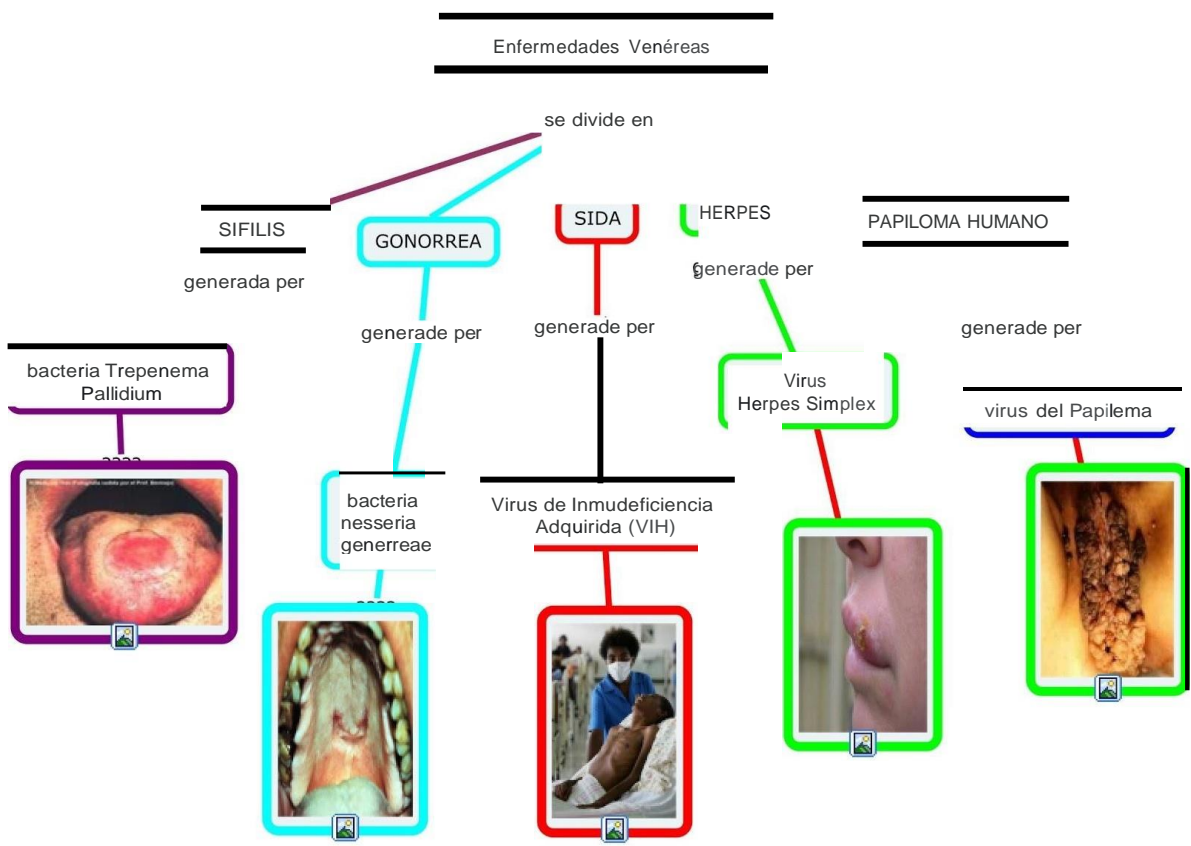 Enfermedades Venéreas
se divide en
SIFILIS
GONORREA
SIDA
HERPES
PAPILOMA HUMANO
generada per
generade per
generade per
generade per
generade per
bacteria Trepenema
Pallidium
bacteria
nesseria
generreae
Virus de Inmudeficiencia
Adquirida (VIH)
Virus
Herpes Simplex
virus del Papilema
????
????